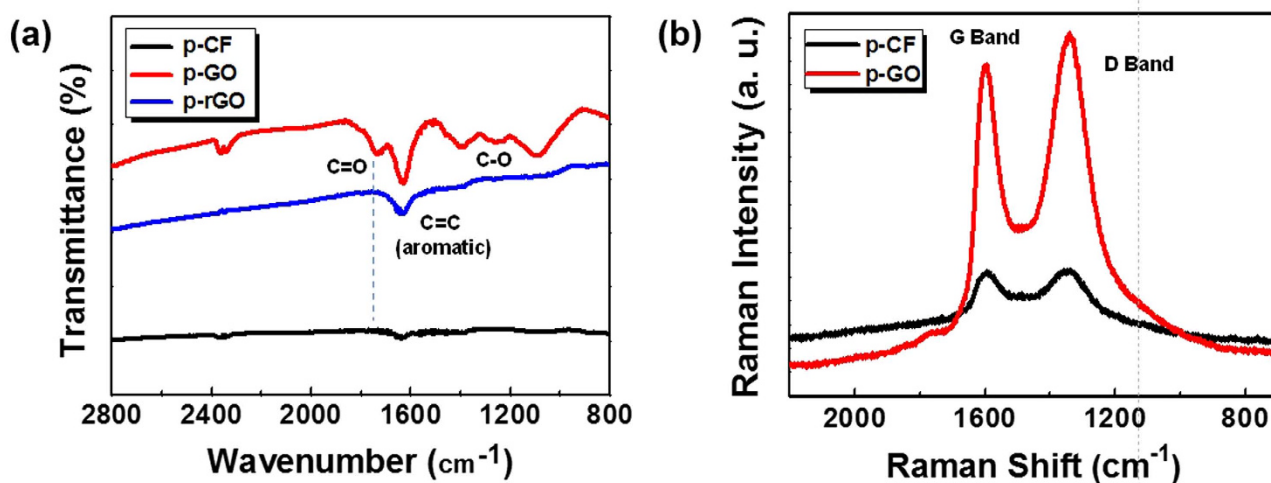 (a)
p-CF
p-GO
p-rGO
C=O
C-O
C=C
(aromatic)
Transmittance (%)
2800
2400
2000
1600
1200
800
Wavenumber (cm⁻¹)
(b)
p-CF
p-GO
G Band
D Band
Raman Intensity (a. u.)
2000
1600
1200
800
Raman Shift (cm⁻¹)